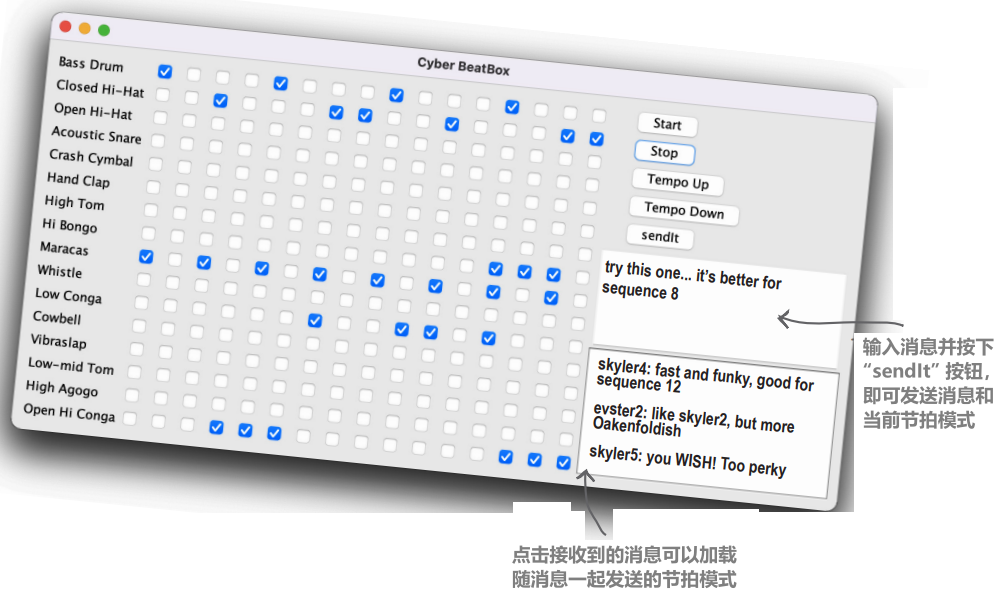 Cyber BeatBox
Bass Drum
Closed Hi-Hat
Open Hi-Hat
Acoustic Snare
Crash Cymbal
Hand Clap
High Tom
Hi Bongo
Maracas
Whistle
Low Conga
Cowbell
Vibraslap
Low-mid Tom
High Agogo
Open Hi Conga
Start
Stop
Tempo Up
Tempo Down
sendIt
try this one... it’s better for
sequence 8
skyler4: fast and funky, good for
sequence 12
evster2: like skyler2, but more
Oakenfoldish
skyler5: you WISH! Too perky
输入消息并按下
“sendIt” 按钮，
即可发送消息和
当前节拍模式
点击接收到的消息可以加载
随消息一起发送的节拍模式